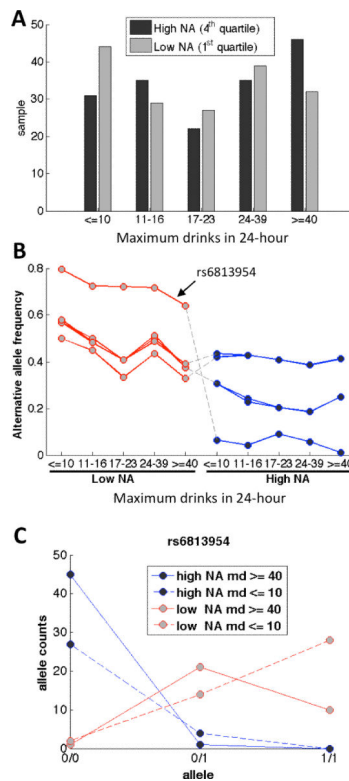 A
High NA (4th quartile)
Low NA (1st quartile)
50
40
30
20
10
0
sample
<=10 11-16 17-23 24-39 >=40
Maximum drinks in 24-hour
B
0.8
0.6
0.4
0.2
0
Alternative allele frequency
rs6813954
<=10 11-16 17-23 24-39 >=40 <=10 11-16 17-23 24-39 >=40
Low NA High NA
Maximum drinks in 24-hour
C
rs6813954
50
40
30
20
10
0
allele counts
high NA md >= 40
high NA md <= 10
low NA md >= 40
low NA md <= 10
0/0 0/1 1/1
allele